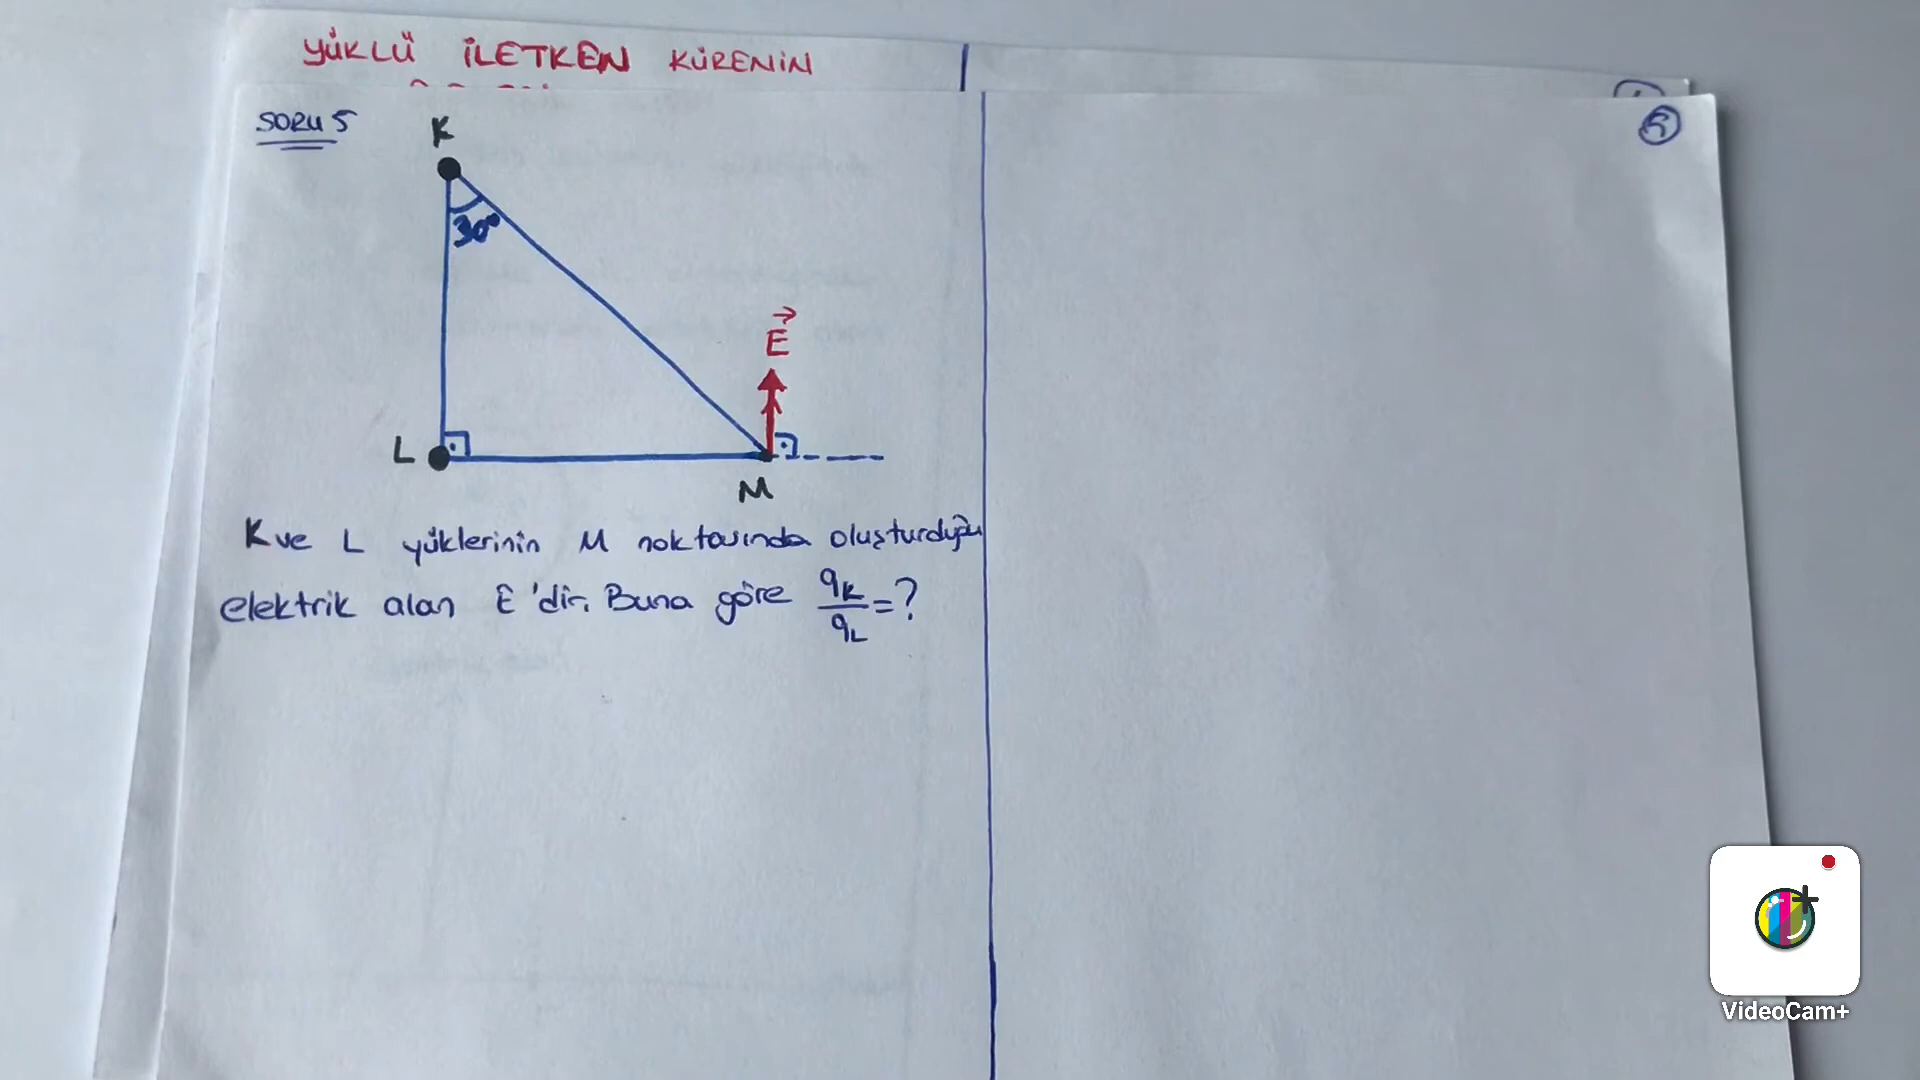 YÜKLÜ İLETKEN KÜRENİN
SORU 5
5
K
30°
E
L
M
K ve L yüklerinin M noktasında oluşturduğu
elektrik alan E 'dir. Buna göre qK/qL = ?
VideoCam+